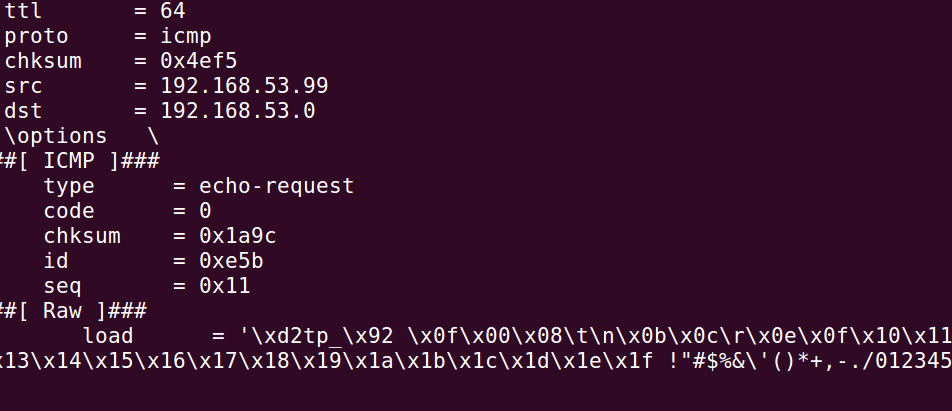 ttl       = 64
proto     = icmp
chksum    = 0x4ef5
src       = 192.168.53.99
dst       = 192.168.53.0
\options   \
##[ ICMP ]###
   type      = echo-request
   code      = 0
   chksum    = 0x1a9c
   id        = 0xe5b
   seq       = 0x11
##[ Raw ]###
      load      = '\xd2tp_\x92 \x0f\x00\x08\t\n\x0b\x0c\r\x0e\x0f\x10\x11
x13\x14\x15\x16\x17\x18\x19\x1a\x1b\x1c\x1d\x1e\x1f !"#$%&\'()*+,-./012345